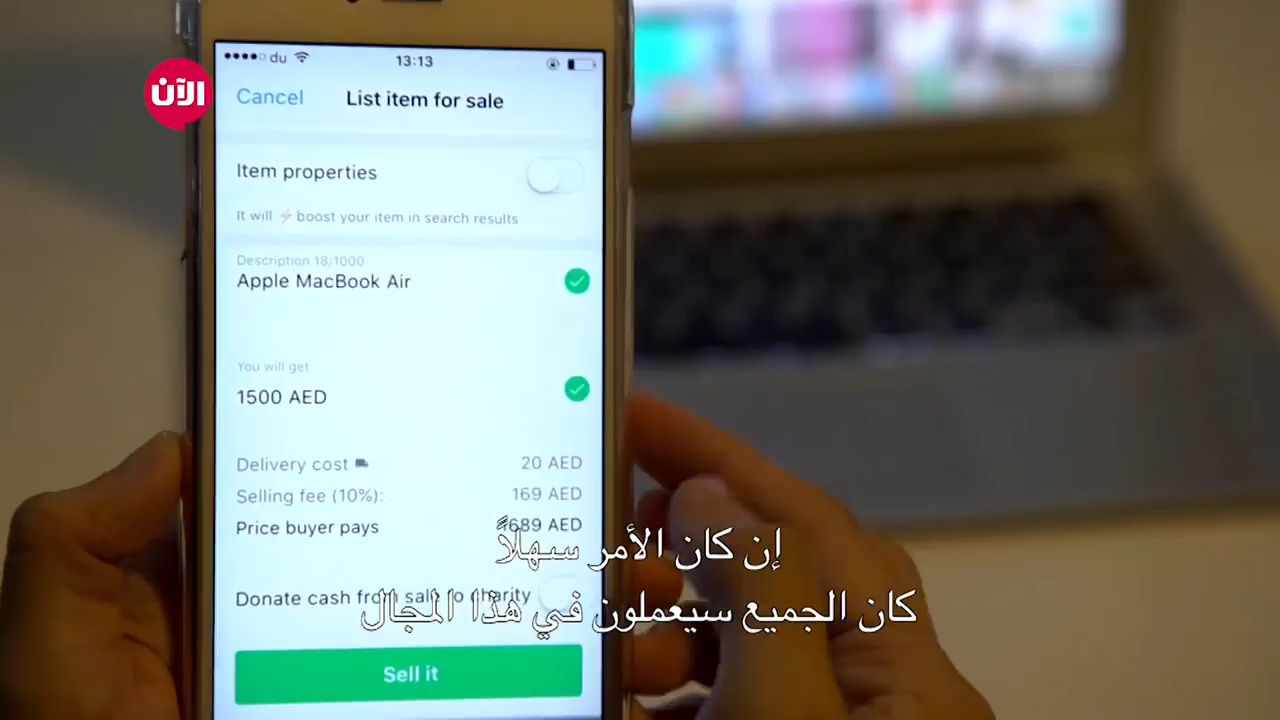 du
13:13
الآن
Cancel
List item for sale
Item properties
It will ⚡ boost your item in search results
Description 18/1000
Apple MacBook Air
You will get
1500 AED
Delivery cost
20 AED
Selling fee (10%):
169 AED
Price buyer pays
1689 AED
إن كان الأمر سهلاً
Donate cash from sale to charity
كان الجميع سيعملون في هذا المجال
Sell it